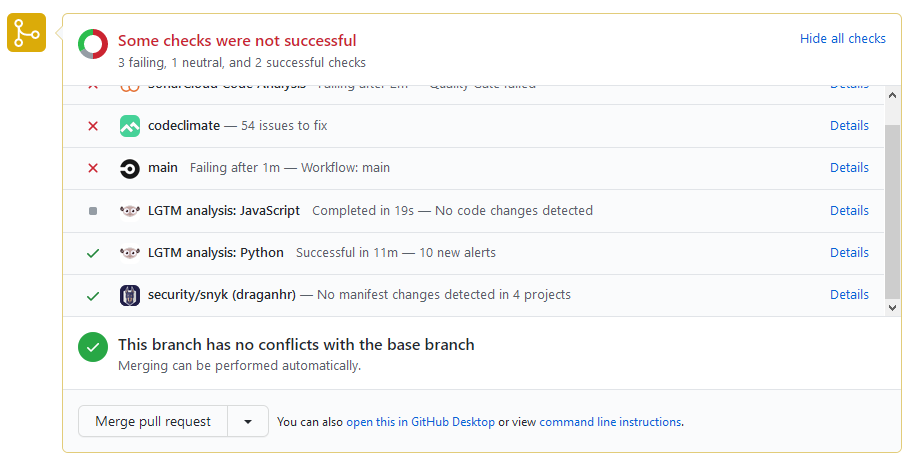 Some checks were not successful
Hide all checks
3 failing, 1 neutral, and 2 successful checks
SonarCloud Code Analysis Failing after 2m — Quality Gate failed Details
codeclimate — 54 issues to fix Details
main Failing after 1m — Workflow: main Details
LGTM analysis: JavaScript Completed in 19s — No code changes detected Details
LGTM analysis: Python Successful in 11m — 10 new alerts Details
security/snyk (draganhr) — No manifest changes detected in 4 projects Details
This branch has no conflicts with the base branch
Merging can be performed automatically.
Merge pull request You can also open this in GitHub Desktop or view command line instructions.